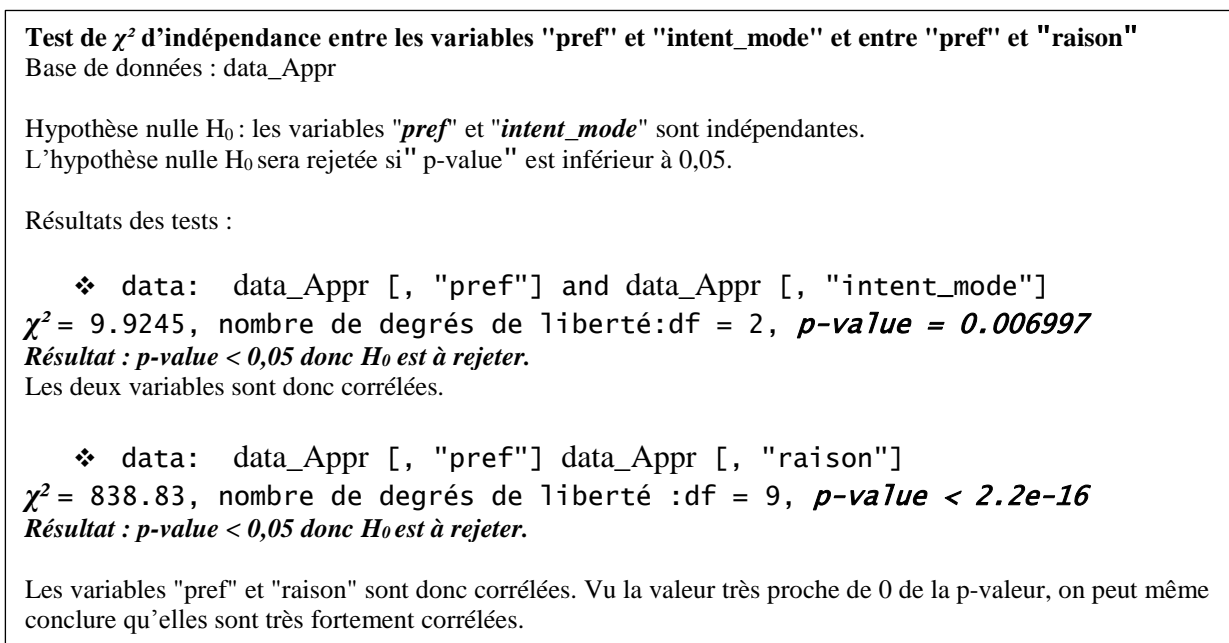 Test de χ² d’indépendance entre les variables "pref" et "intent_mode" et entre "pref" et "raison"
Base de données : data_Appr
Hypothèse nulle H₀ : les variables "pref" et "intent_mode" sont indépendantes.
L’hypothèse nulle H₀ sera rejetée si" p-value" est inférieur à 0,05.
Résultats des tests :
❖ data: data_Appr [, "pref"] and data_Appr [, "intent_mode"]
χ² = 9.9245, nombre de degrés de liberté:df = 2, p-value = 0.006997
Résultat : p-value < 0,05 donc H₀ est à rejeter.
Les deux variables sont donc corrélées.
❖ data: data_Appr [, "pref"] data_Appr [, "raison"]
χ² = 838.83, nombre de degrés de liberté :df = 9, p-value < 2.2e-16
Résultat : p-value < 0,05 donc H₀ est à rejeter.
Les variables "pref" et "raison" sont donc corrélées. Vu la valeur très proche de 0 de la p-valeur, on peut même
conclure qu’elles sont très fortement corrélées.